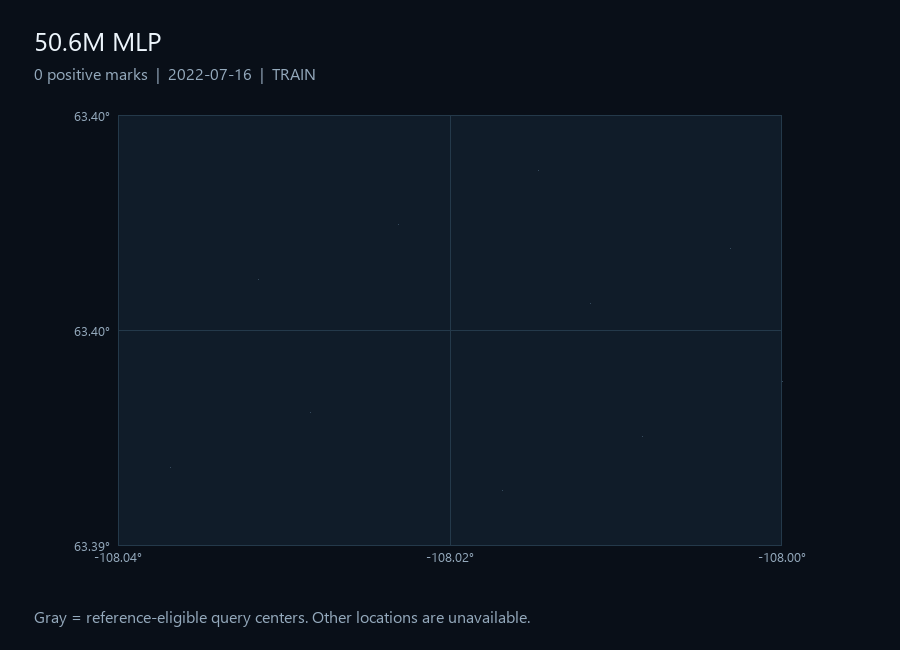 50.6M MLP
0 positive marks | 2022-07-16 | TRAIN
63.40°
63.40°
63.39°
-108.04° -108.02° -108.00°
Gray = reference-eligible query centers. Other locations are unavailable.